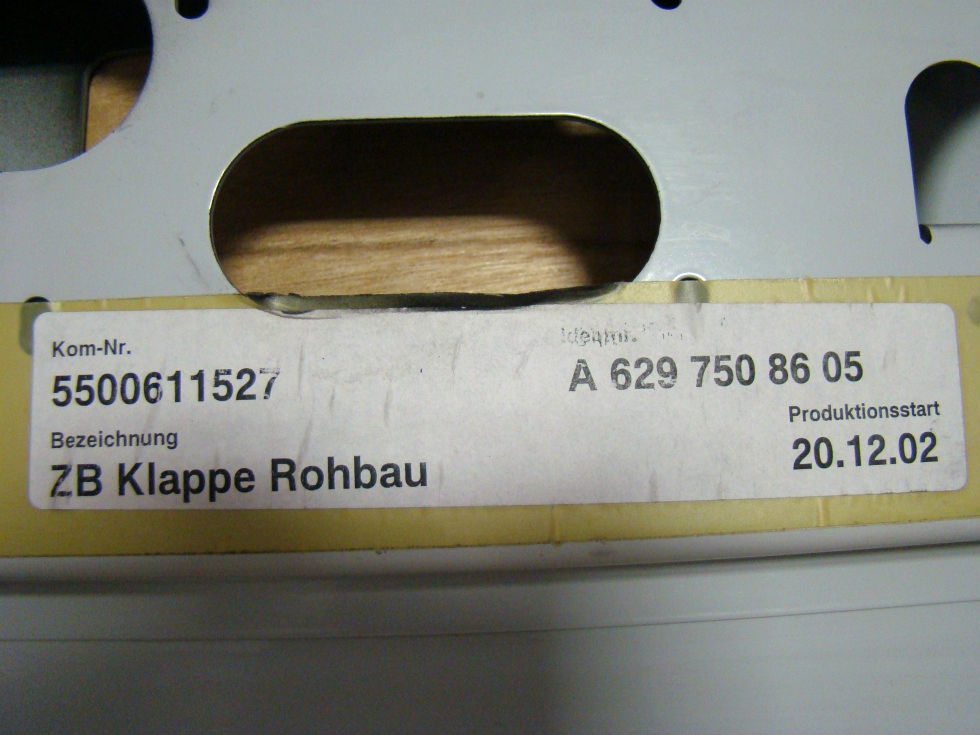 Kom-Nr.
5500611527
A 629 750 86 05
Produktionsstart
Bezeichnung
20.12.02
ZB Klappe Rohbau